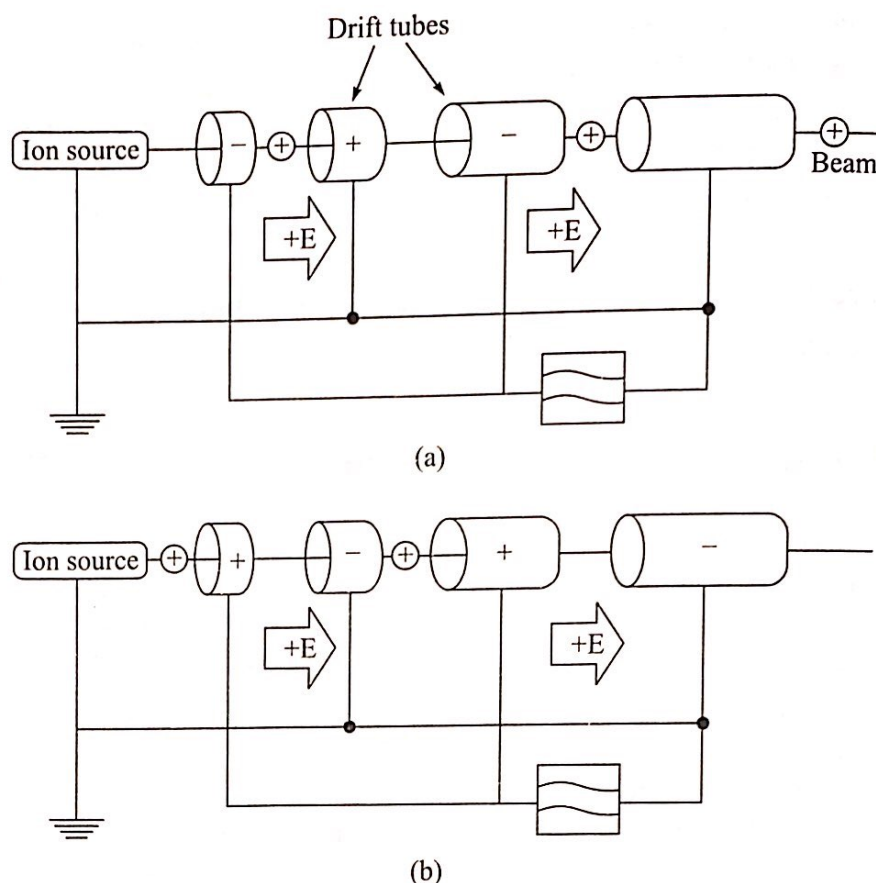 Drift tubes
Ion source
−
+
+
−
+
+
Beam
+E
+E
(a)
Ion source
+
+
−
+
+
−
+E
+E
(b)